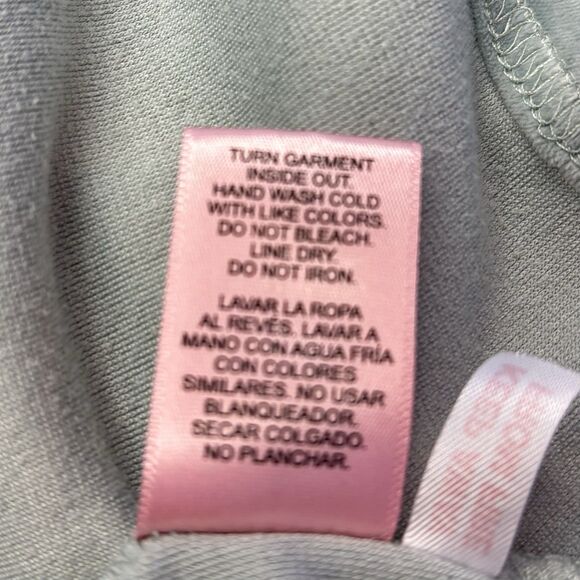 TURN GARMENT
INSIDE OUT.
HAND WASH COLD
WITH LIKE COLORS.
DO NOT BLEACH.
LINE DRY.
DO NOT IRON.
LAVAR LA ROPA
AL REVÉS. LAVAR A
MANO CON AGUA FRÍA
CON COLORES
SIMILARES. NO USAR
BLANQUEADOR.
SECAR COLGADO.
NO PLANCHAR.